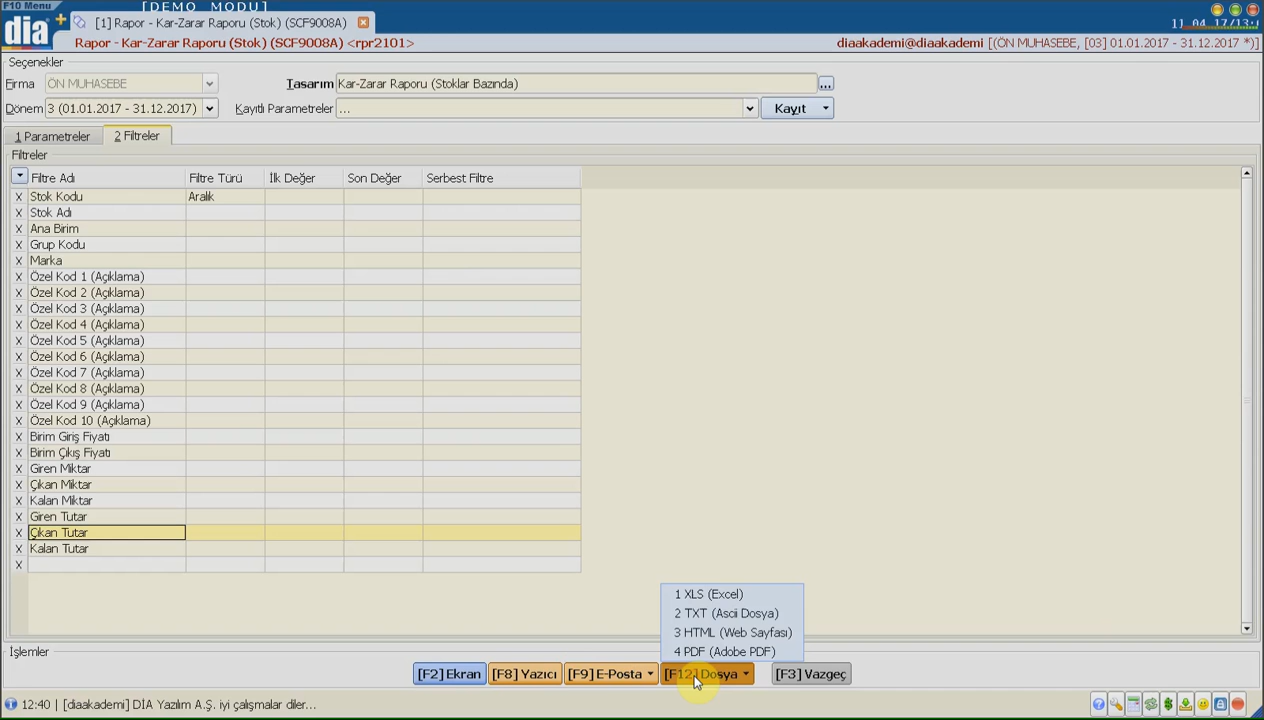 F10 Menu
[DEMO MODU]
dia
[1] Rapor - Kar-Zarar Raporu (Stok) (SCF9008A)
Rapor - Kar-Zarar Raporu (Stok) (SCF9008A) <rpr2101>
diaakademi@diaakademi [(ÖN MUHASEBE, [03] 01.01.2017 - 31.12.2017 *)]
Seçenekler
Firma ÖN MUHASEBE Tasarım Kar-Zarar Raporu (Stoklar Bazında) ...
Dönem 3 (01.01.2017 - 31.12.2017) Kayıtlı Parametreler ... Kayıt
1 Parametreler 2 Filtreler
Filtreler
Filtre Adı Filtre Türü İlk Değer Son Değer Serbest Filtre
X Stok Kodu Aralık
X Stok Adı
X Ana Birim
X Grup Kodu
X Marka
X Özel Kod 1 (Açıklama)
X Özel Kod 2 (Açıklama)
X Özel Kod 3 (Açıklama)
X Özel Kod 4 (Açıklama)
X Özel Kod 5 (Açıklama)
X Özel Kod 6 (Açıklama)
X Özel Kod 7 (Açıklama)
X Özel Kod 8 (Açıklama)
X Özel Kod 9 (Açıklama)
X Özel Kod 10 (Açıklama)
X Birim Giriş Fiyatı
X Birim Çıkış Fiyatı
X Giren Miktar
X Çıkan Miktar
X Kalan Miktar
X Giren Tutar
X Çıkan Tutar
X Kalan Tutar
X
1 XLS (Excel)
2 TXT (Ascii Dosya)
3 HTML (Web Sayfası)
4 PDF (Adobe PDF)
İşlemler
[F2] Ekran [F8] Yazıcı [F9] E-Posta [F12] Dosya [F3] Vazgeç
12:40 | [diaakademi] DİA Yazılım A.Ş. iyi çalışmalar diler...